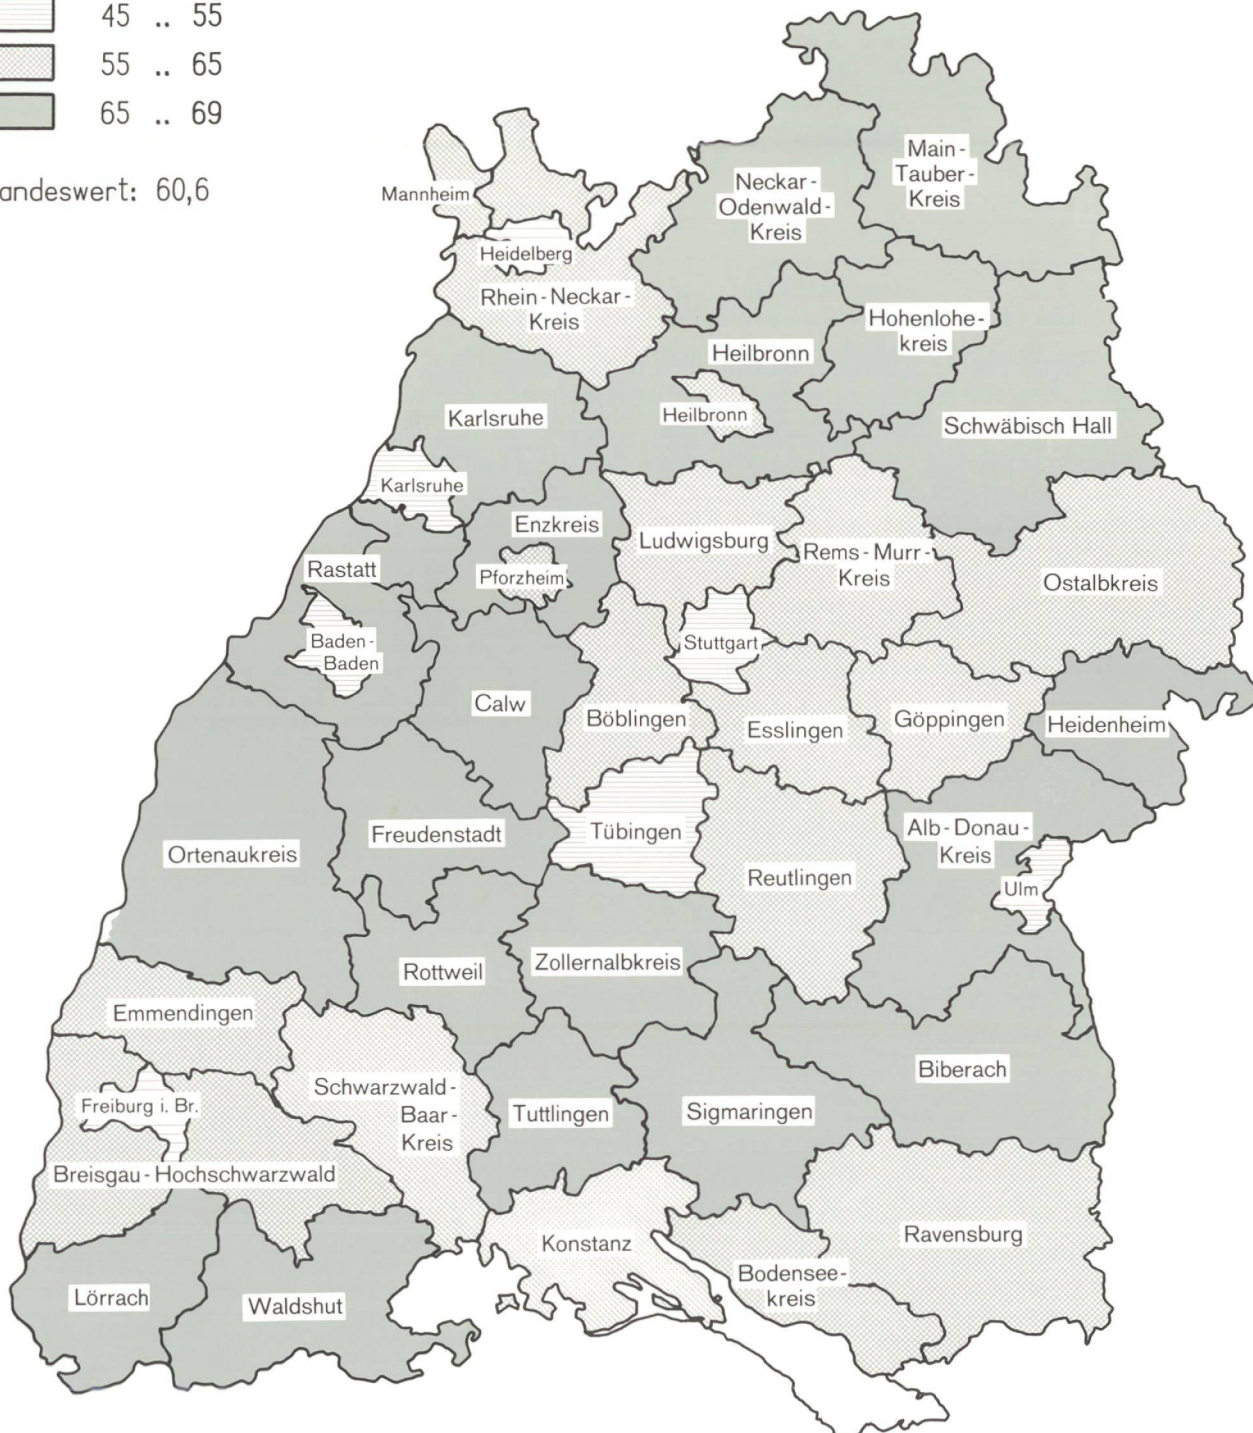 45 .. 55
55 .. 65
65 .. 69
andeswert: 60,6
Main-
Tauber-
Kreis
Neckar-
Odenwald-
Kreis
Mannheim
Heidelberg
Rhein-Neckar-
Kreis
Hohenlohe-
kreis
Heilbronn
Heilbronn
Karlsruhe
Schwäbisch Hall
Karlsruhe
Enzkreis
Ludwigsburg
Rems-Murr-
Kreis
Rastatt
Pforzheim
Ostalbkreis
Baden-
Baden
Stuttgart
Calw
Böblingen
Esslingen
Göppingen
Heidenheim
Freudenstadt
Tübingen
Alb-Donau-
Kreis
Ortenaukreis
Reutlingen
Ulm
Rottweil
Zollernalbkreis
Emmendingen
Biberach
Schwarzwald-
Baar-
Kreis
Freiburg i. Br.
Tuttlingen
Sigmaringen
Breisgau-Hochschwarzwald
Konstanz
Ravensburg
Bodensee-
kreis
Lörrach
Waldshut